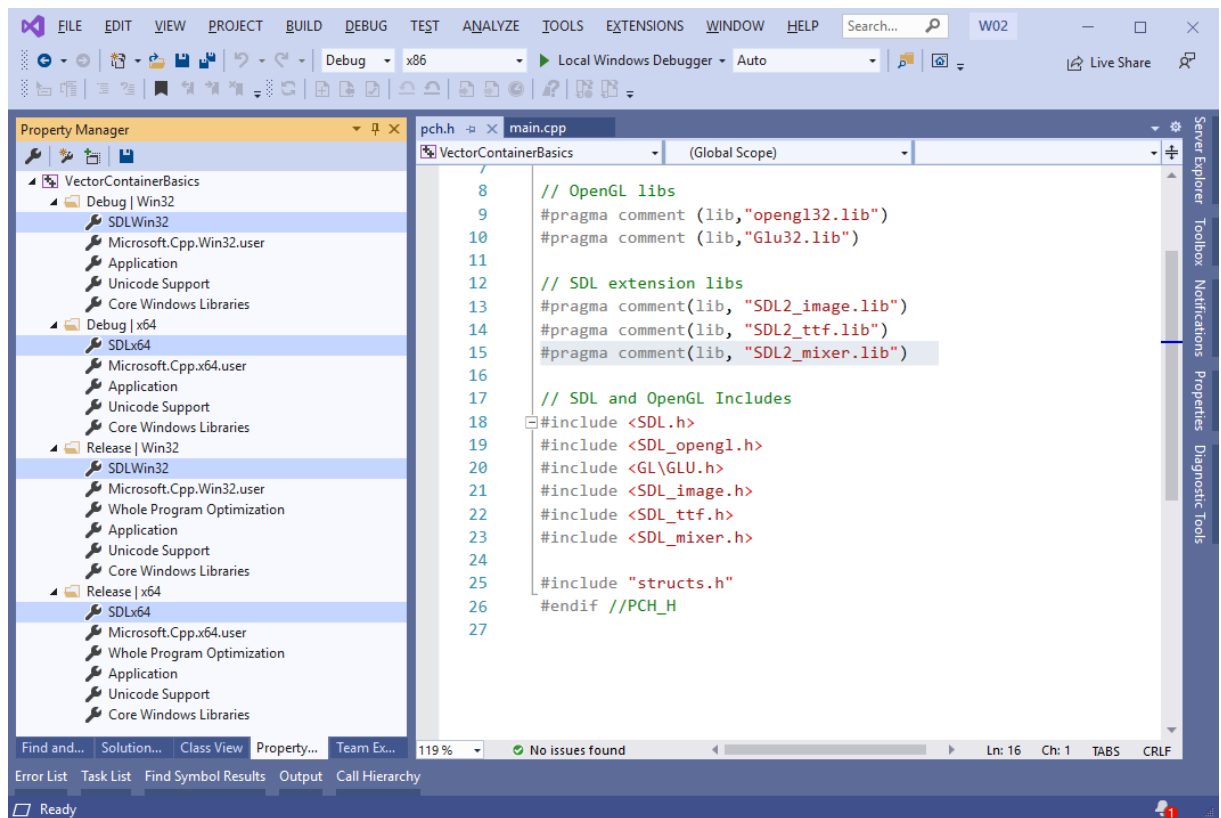 FILE EDIT VIEW PROJECT BUILD DEBUG TEST ANALYZE TOOLS EXTENSIONS WINDOW HELP Search... W02
Debug x86 Local Windows Debugger Auto Live Share
Property Manager
VectorContainerBasics
Debug | Win32
SDLWin32
Microsoft.Cpp.Win32.user
Application
Unicode Support
Core Windows Libraries
Debug | x64
SDLx64
Microsoft.Cpp.x64.user
Application
Unicode Support
Core Windows Libraries
Release | Win32
SDLWin32
Microsoft.Cpp.Win32.user
Whole Program Optimization
Application
Unicode Support
Core Windows Libraries
Release | x64
SDLx64
Microsoft.Cpp.x64.user
Whole Program Optimization
Application
Unicode Support
Core Windows Libraries
Find and... Solution... Class View Property... Team Ex...
pch.h main.cpp
VectorContainerBasics (Global Scope)
7
8 // OpenGL libs
9 #pragma comment (lib,"opengl32.lib")
10 #pragma comment (lib,"Glu32.lib")
11
12 // SDL extension libs
13 #pragma comment(lib, "SDL2_image.lib")
14 #pragma comment(lib, "SDL2_ttf.lib")
15 #pragma comment(lib, "SDL2_mixer.lib")
16
17 // SDL and OpenGL Includes
18 #include <SDL.h>
19 #include <SDL_opengl.h>
20 #include <GL\GLU.h>
21 #include <SDL_image.h>
22 #include <SDL_ttf.h>
23 #include <SDL_mixer.h>
24
25 #include "structs.h"
26 #endif //PCH_H
27
119 % No issues found Ln: 16 Ch: 1 TABS CRLF
Server Explorer
Toolbox
Notifications
Properties
Diagnostic Tools
Error List Task List Find Symbol Results Output Call Hierarchy
Ready 1